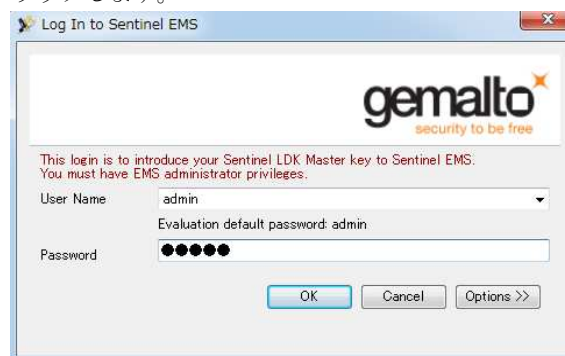 Log In to Sentinel EMS
gemalto
security to be free
This login is to introduce your Sentinel LDK Master key to Sentinel EMS.
You must have EMS administrator privileges.
User Name admin
Evaluation default password: admin
Password ●●●●●
OK Cancel Options >>